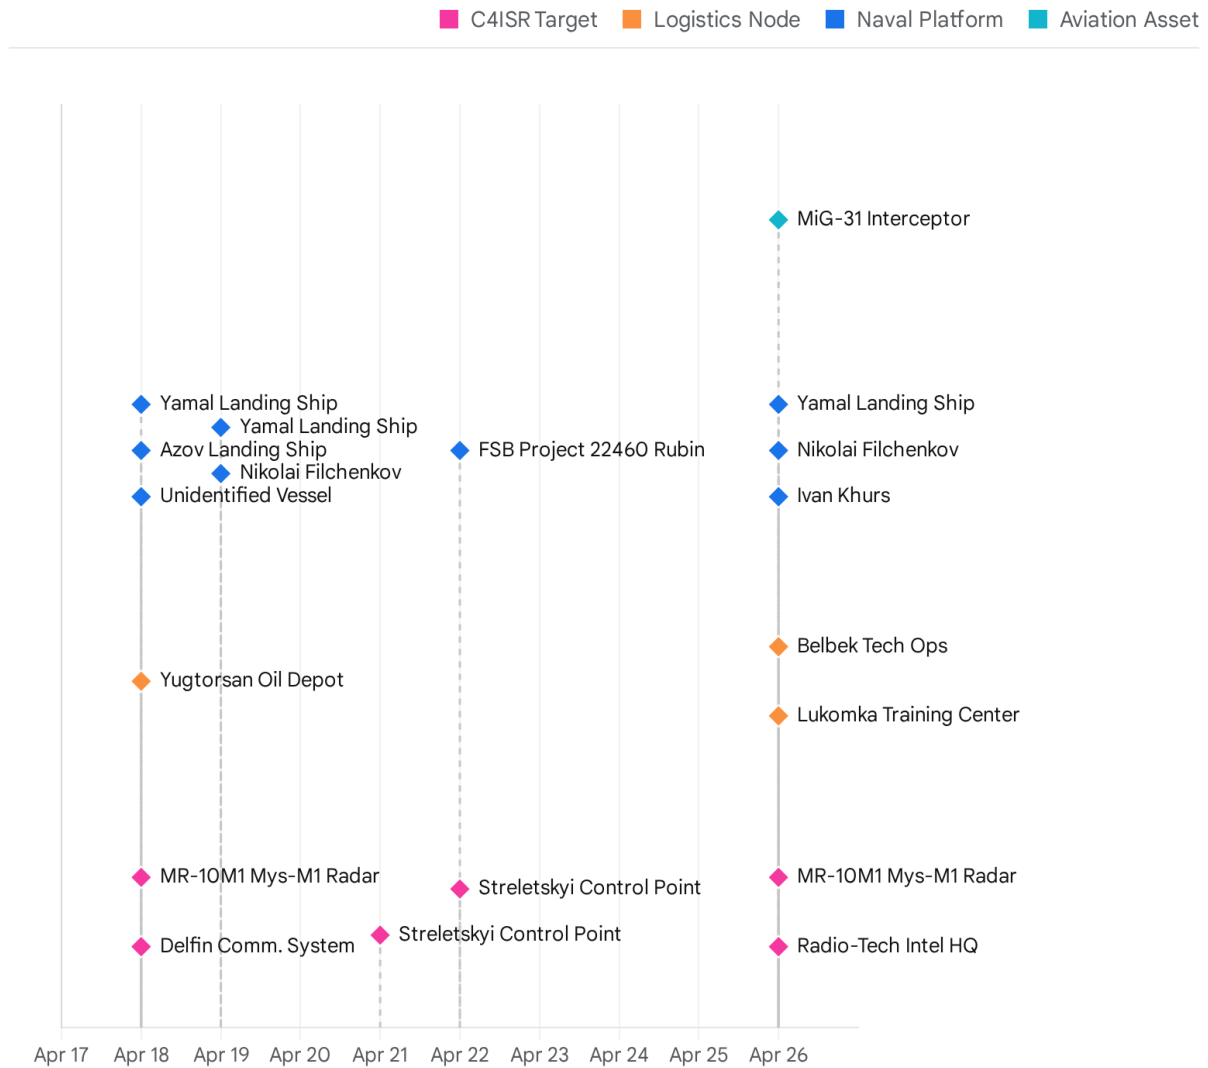 C4ISR Target
Logistics Node
Naval Platform
Aviation Asset
MiG-31 Interceptor
Yamal Landing Ship
Yamal Landing Ship
Yamal Landing Ship
Azov Landing Ship
FSB Project 22460 Rubin
Nikolai Filchenkov
Nikolai Filchenkov
Unidentified Vessel
Ivan Khurs
Belbek Tech Ops
Yugtorsan Oil Depot
Lukomka Training Center
MR-10M1 Mys-M1 Radar
MR-10M1 Mys-M1 Radar
Streletskyi Control Point
Streletskyi Control Point
Delfin Comm. System
Radio-Tech Intel HQ
Apr 17
Apr 18
Apr 19
Apr 20
Apr 21
Apr 22
Apr 23
Apr 24
Apr 25
Apr 26